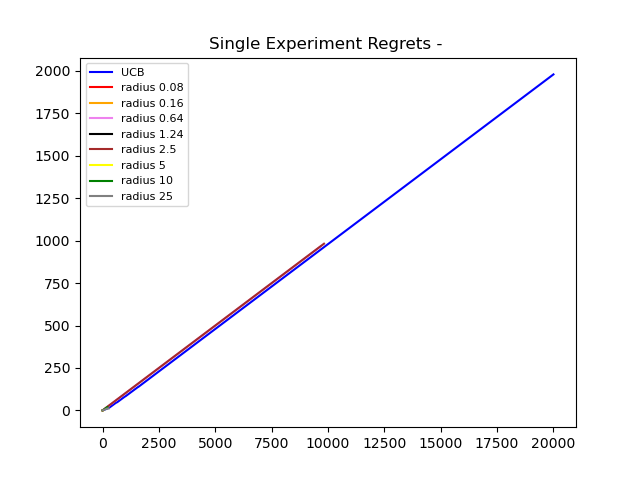 Single Experiment Regrets -
2000
1750
1500
1250
1000
750
500
250
0
UCB
radius 0.08
radius 0.16
radius 0.64
radius 1.24
radius 2.5
radius 5
radius 10
radius 25
0 2500 5000 7500 10000 12500 15000 17500 20000